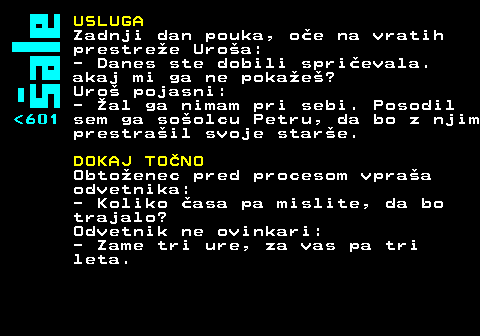 Šale
<601
USLUGA
Zadnji dan pouka, oče na vratih
prestreže Uroša:
- Danes ste dobili spričevala.
akaj mi ga ne pokažeš?
Uroš pojasni:
- Žal ga nimam pri sebi. Posodil
sem ga sošolcu Petru, da bo z njim
prestrašil svoje starše.
DOKAJ TOČNO
Obtoženec pred procesom vpraša
odvetnika:
- Koliko časa pa mislite, da bo
trajalo?
Odvetnik ne ovinkari:
- Zame tri ure, za vas pa tri
leta.